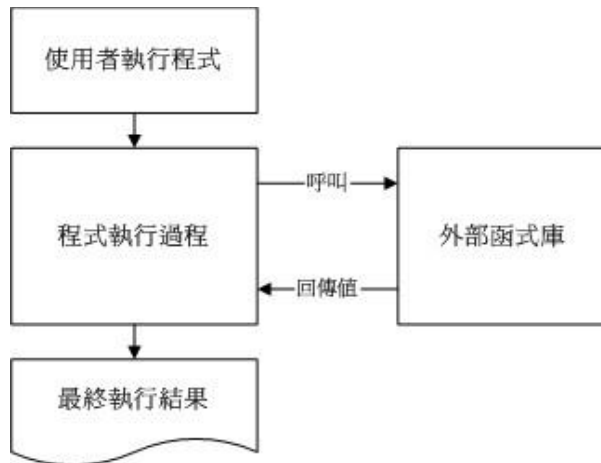 使用者執行程式
程式執行過程
呼叫
外部函式庫
回傳值
最終執行結果